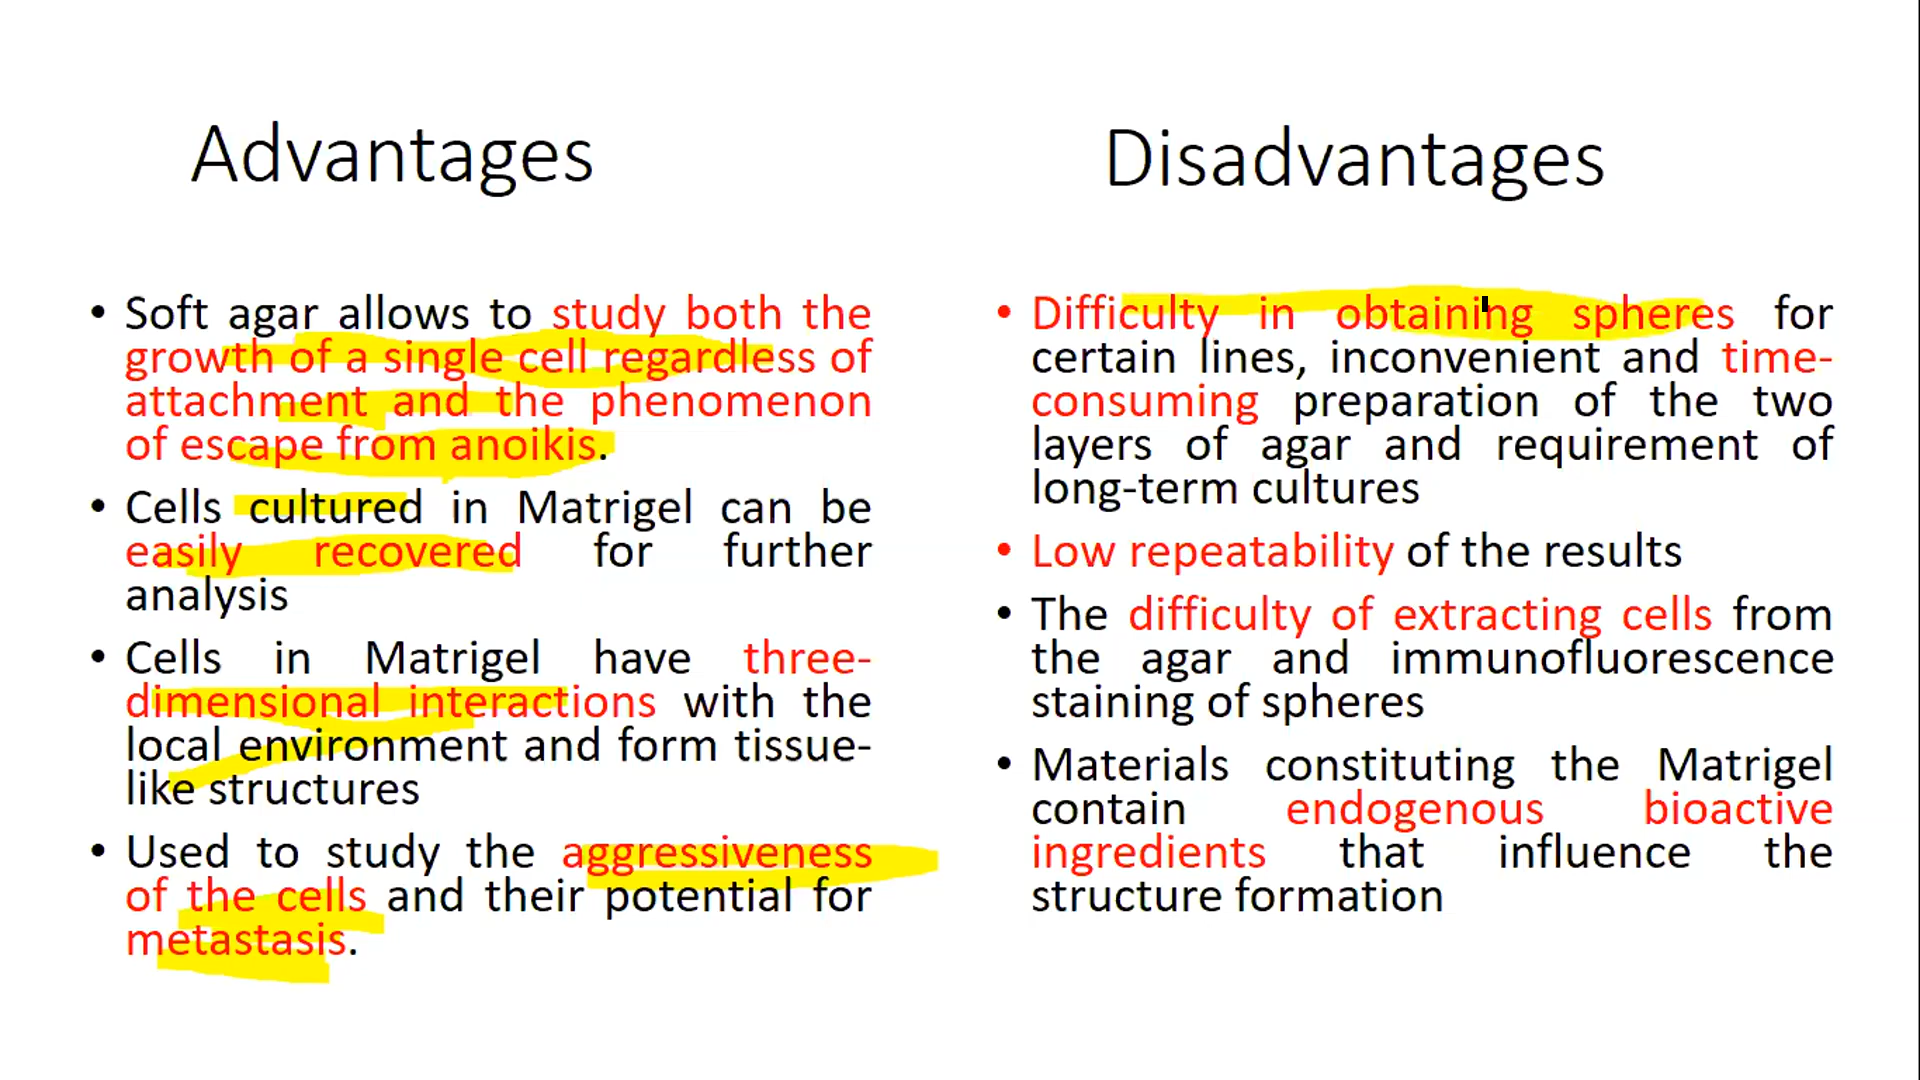 Advantages
• Soft agar allows to study both the
growth of a single cell regardless of
attachment and the phenomenon
of escape from anoikis.
• Cells cultured in Matrigel can be
easily recovered for further
analysis
• Cells in Matrigel have three-
dimensional interactions with the
local environment and form tissue-
like structures
• Used to study the aggressiveness
of the cells and their potential for
metastasis.
Disadvantages
• Difficulty in obtaining spheres for
certain lines, inconvenient and time-
consuming preparation of the two
layers of agar and requirement of
long-term cultures
• Low repeatability of the results
• The difficulty of extracting cells from
the agar and immunofluorescence
staining of spheres
• Materials constituting the Matrigel
contain endogenous bioactive
ingredients that influence the
structure formation